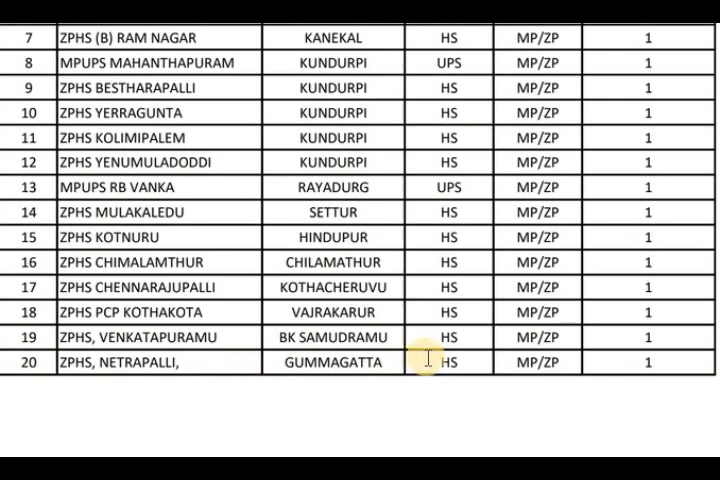 7 ZPHS (B) RAM NAGAR KANEKAL HS MP/ZP 1
8 MPUPS MAHANTHAPURAM KUNDURPI UPS MP/ZP 1
9 ZPHS BESTHARAPALLI KUNDURPI HS MP/ZP 1
10 ZPHS YERRAGUNTA KUNDURPI HS MP/ZP 1
11 ZPHS KOLIMIPALEM KUNDURPI HS MP/ZP 1
12 ZPHS YENUMULADODDI KUNDURPI HS MP/ZP 1
13 MPUPS RB VANKA RAYADURG UPS MP/ZP 1
14 ZPHS MULAKALEDU SETTUR HS MP/ZP 1
15 ZPHS KOTNURU HINDUPUR HS MP/ZP 1
16 ZPHS CHIMALAMTHUR CHILAMATHUR HS MP/ZP 1
17 ZPHS CHENNARAJUPALLI KOTHACHERUVU HS MP/ZP 1
18 ZPHS PCP KOTHAKOTA VAJRAKARUR HS MP/ZP 1
19 ZPHS, VENKATAPURAMU BK SAMUDRAMU HS MP/ZP 1
20 ZPHS, NETRAPALLI, GUMMAGATTA HS MP/ZP 1